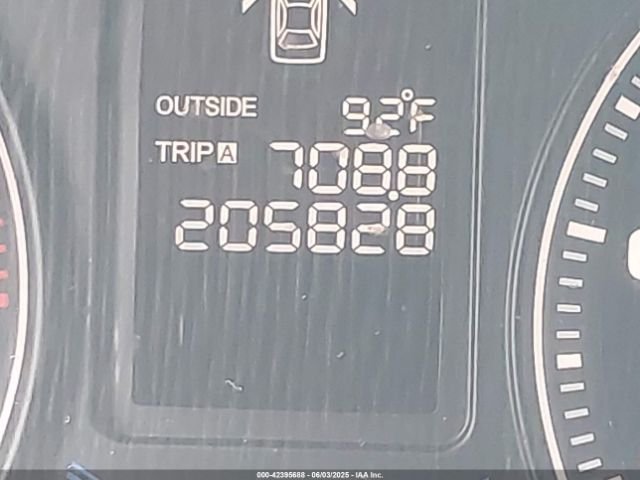 OUTSIDE 92°F
TRIP A 708.8
205828
000-42395688 - 06/03/2025 - IAA Inc.